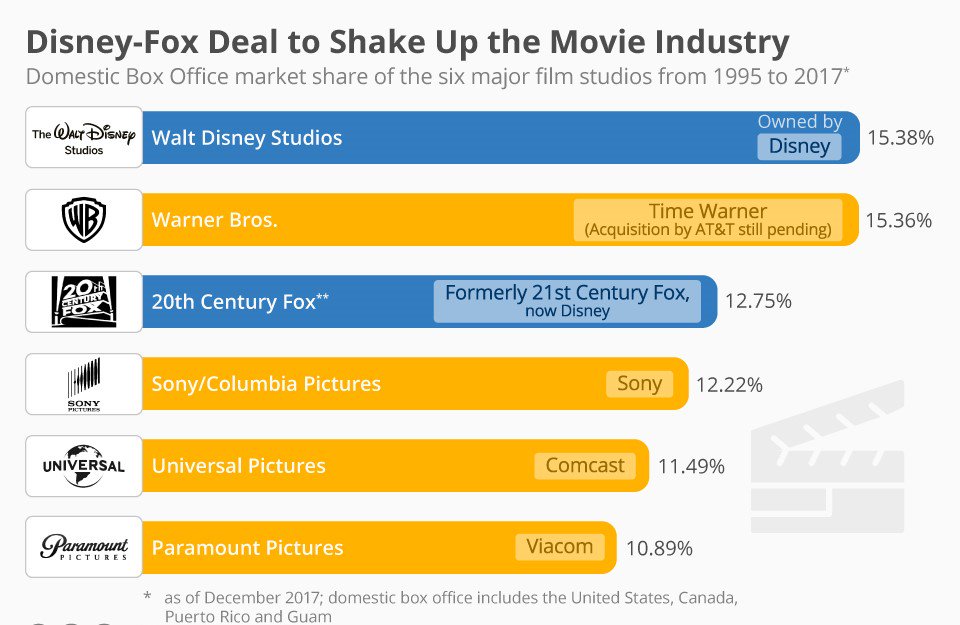 Disney-Fox Deal to Shake Up the Movie Industry
Domestic Box Office market share of the six major film studios from 1995 to 2017*
The Walt Disney
Studios
Walt Disney Studios
Owned by
Disney
15.38%
WB
Warner Bros.
Time Warner
(Acquisition by AT&T still pending)
15.36%
20TH
CENTURY
FOX
20th Century Fox**
Formerly 21st Century Fox,
now Disney
12.75%
SONY
PICTURES
Sony/Columbia Pictures
Sony
12.22%
UNIVERSAL
Universal Pictures
Comcast
11.49%
Paramount
PICTURES
Paramount Pictures
Viacom
10.89%
* as of December 2017; domestic box office includes the United States, Canada,
Puerto Rico and Guam